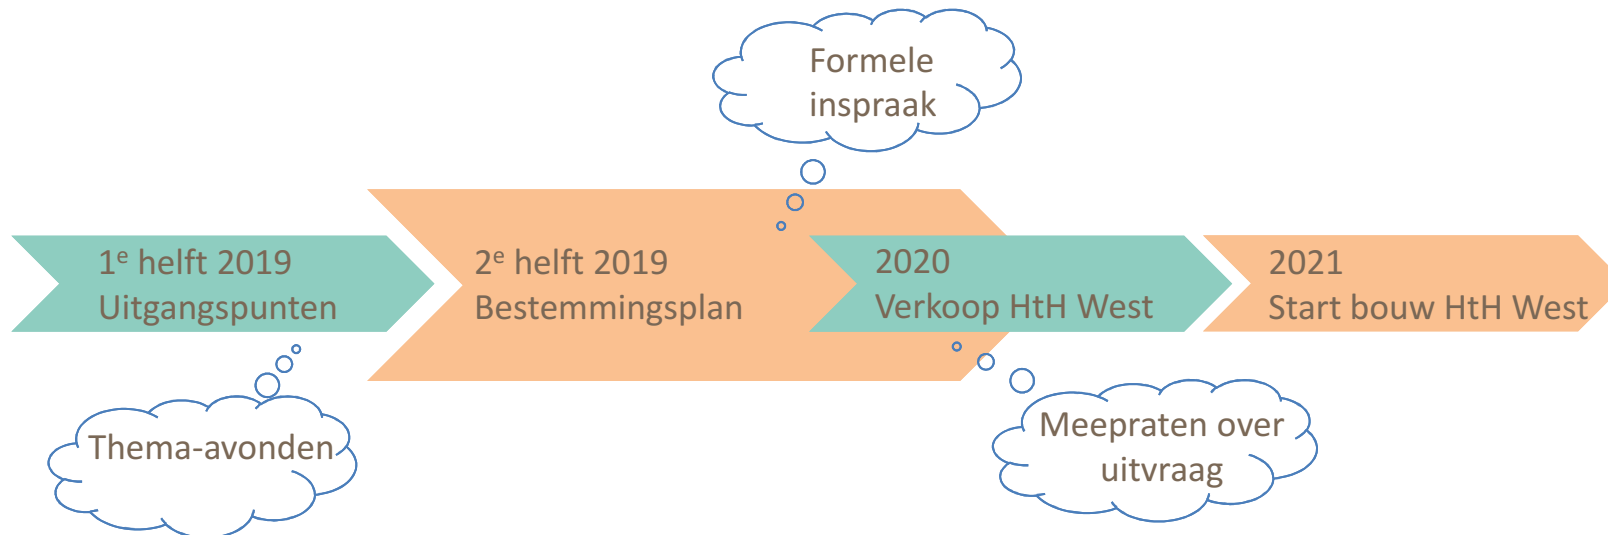 Formele
inspraak
1e helft 2019
Uitgangspunten
2e helft 2019
Bestemmingsplan
2020
Verkoop HtH West
2021
Start bouw HtH West
Thema-avonden
Meepraten over
uitvraag